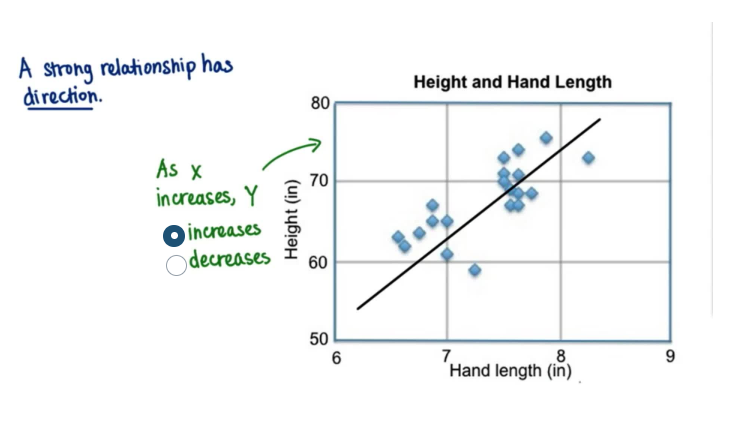 A strong relationship has
direction.
As x
increases, Y
increases
decreases
Height and Hand Length
Height (in)
80
70
60
50
6 7 8 9
Hand length (in)